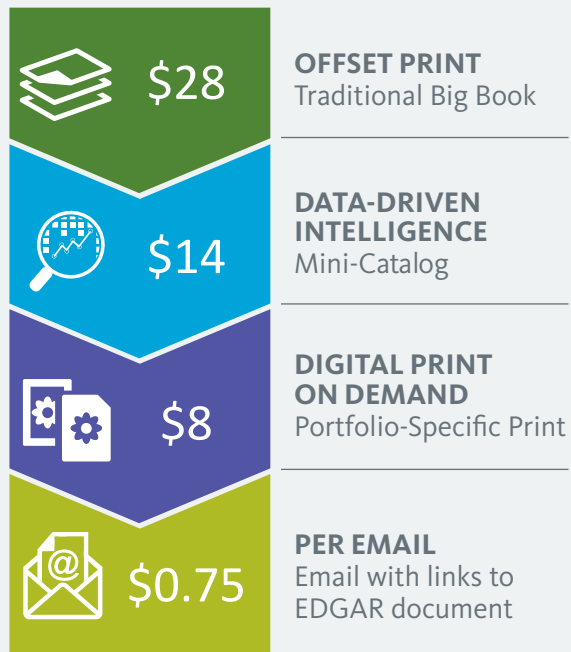 $28
OFFSET PRINT
Traditional Big Book
$14
DATA-DRIVEN
INTELLIGENCE
Mini-Catalog
$8
DIGITAL PRINT
ON DEMAND
Portfolio-Specific Print
@
$0.75
PER EMAIL
Email with links to
EDGAR document